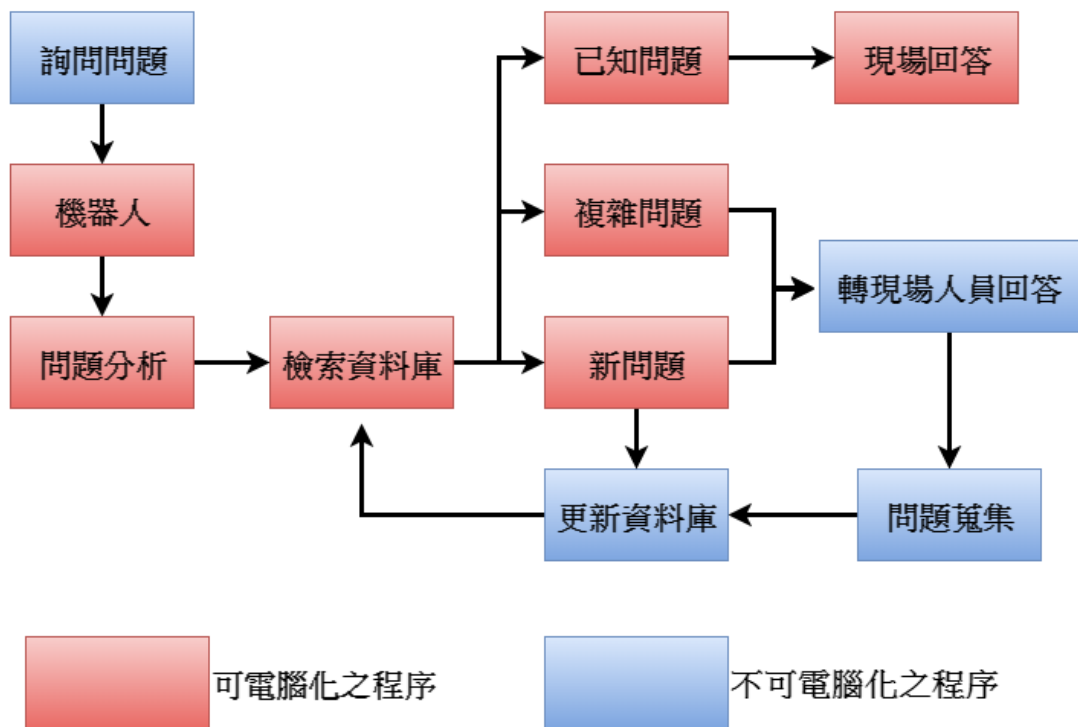 詢問問題
已知問題
現場回答
機器人
複雜問題
轉現場人員回答
問題分析
檢索資料庫
新問題
更新資料庫
問題蒐集
可電腦化之程序
不可電腦化之程序